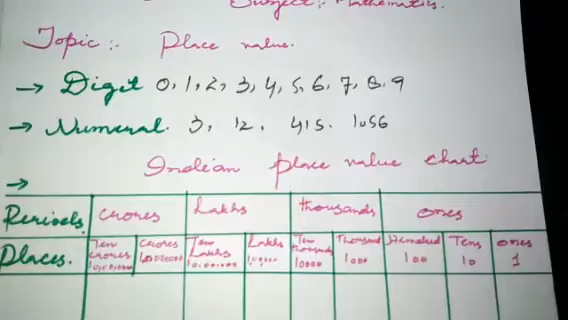 Subject:- Mathematics.
Topic:- Place value.
→ Digit 0, 1, 2, 3, 4, 5, 6, 7, 8, 9
→ Numeral. 3, 12, 415. 1056
Indian place value chart
→
Periods crores Lakhs thousands ones
Places. Ten crores Crores Ten Lakhs Lakhs Ten thousands Thousand Hundred Tens ones
10000 1000 100 10 1